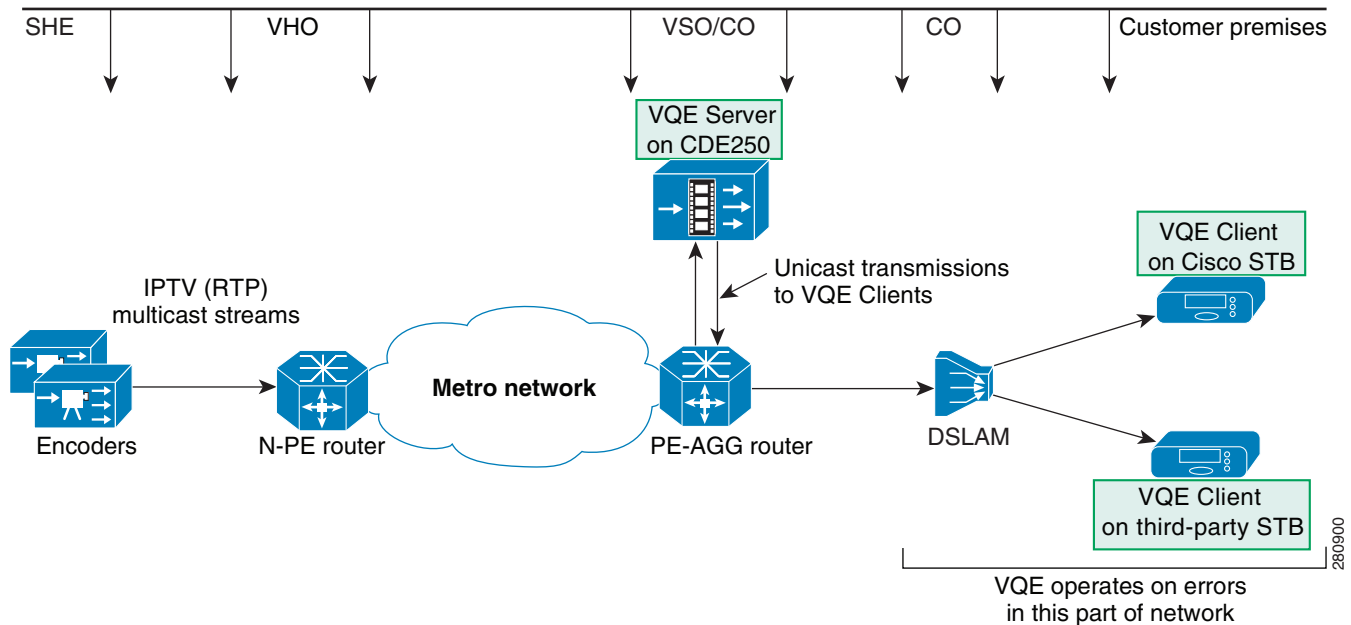 SHE
VHO
VSO/CO
CO
Customer premises
VQE Server
on CDE250
VQE Client
on Cisco STB
Unicast transmissions
to VQE Clients
IPTV (RTP)
multicast streams
Metro network
Encoders
N-PE router
PE-AGG router
DSLAM
VQE Client
on third-party STB
280900
VQE operates on errors
in this part of network